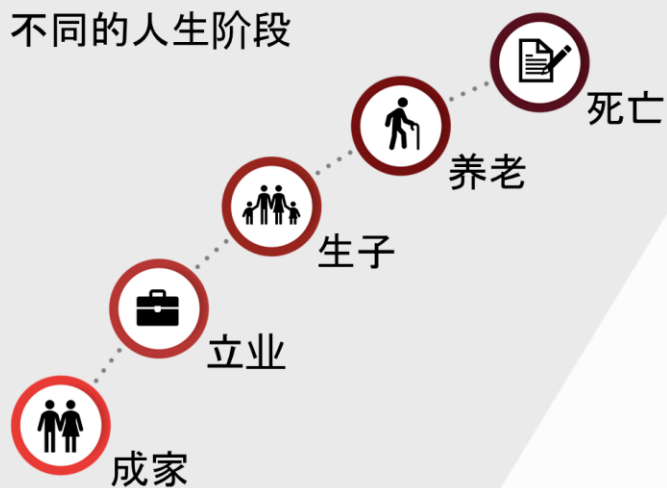 不同的人生阶段
死亡
养老
生子
立业
成家